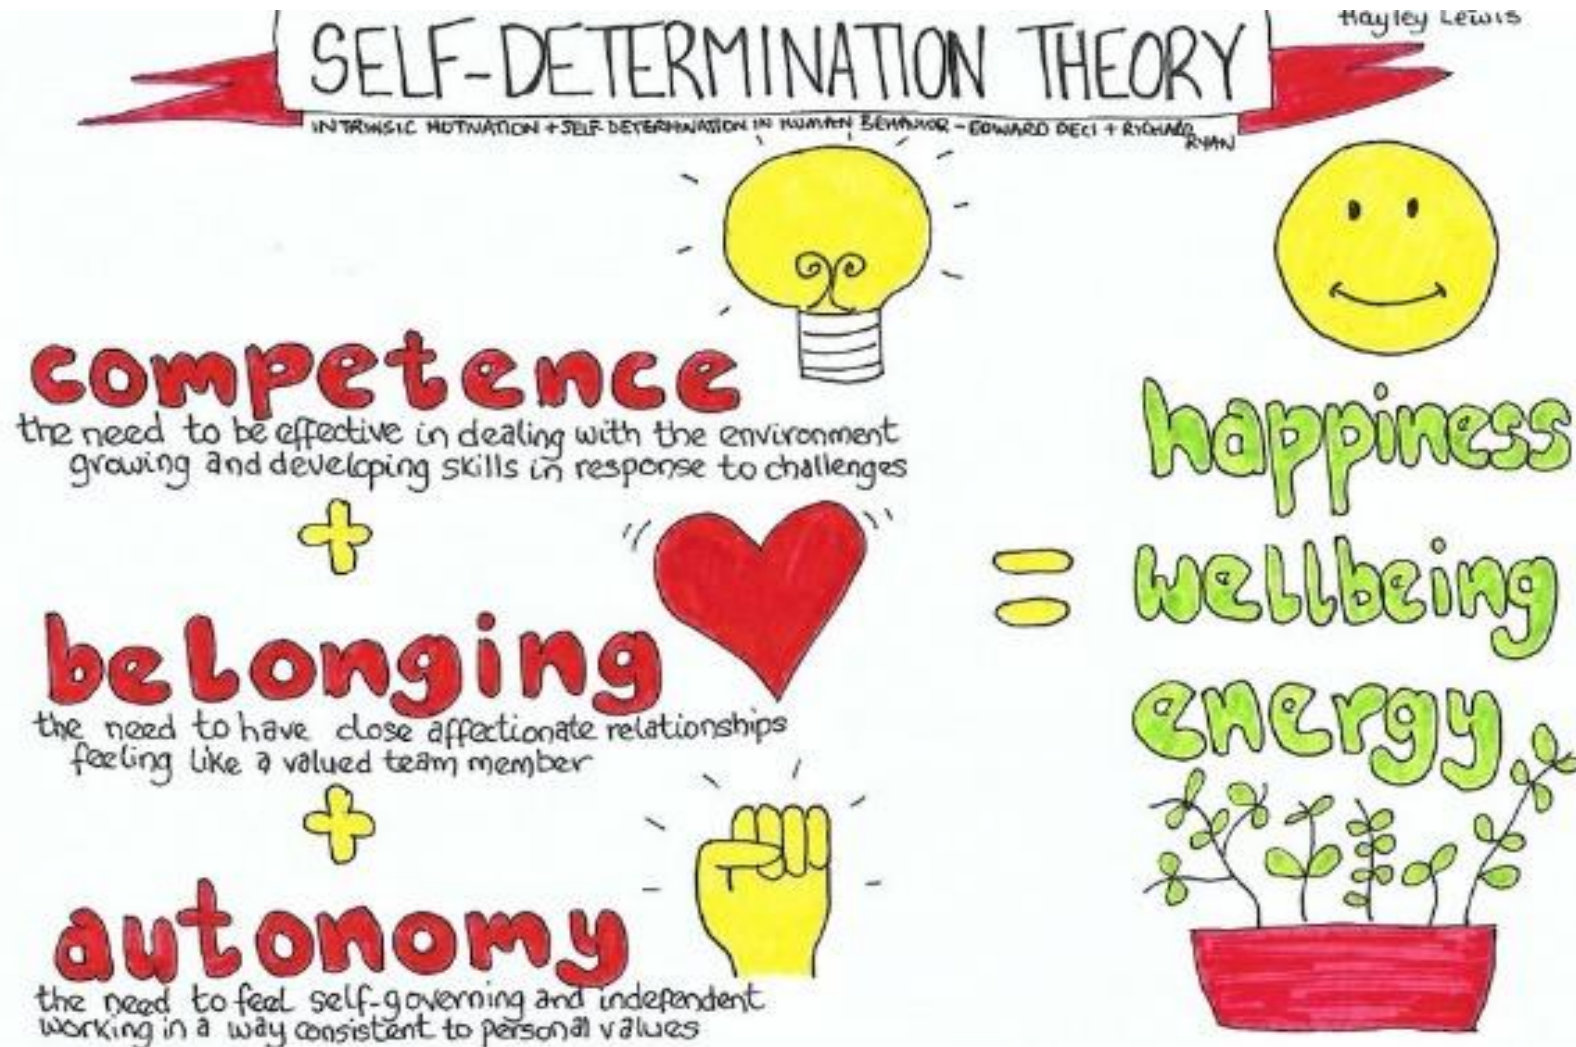 Hayley Lewis
SELF-DETERMINATION THEORY
INTRINSIC MOTIVATION + SELF DETERMINATION IN HUMAN BEHAVIOR - EDWARD DECI + RICHARD
RYAN
competence
the need to be effective in dealing with the environment
growing and developing skills in response to challenges
+
belonging
the need to have close affectionate relationships
feeling like a valued team member
+
autonomy
the need to feel self-governing and independent
working in a way consistent to personal values
=
happiness
wellbeing
energy